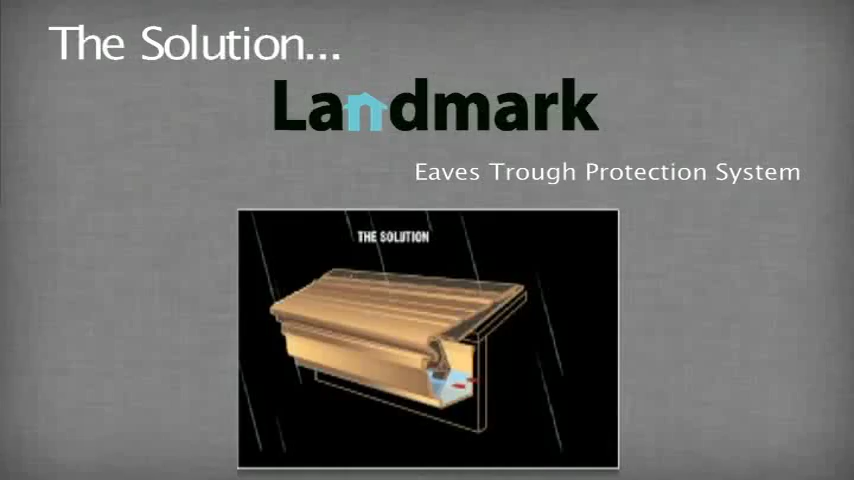 The Solution...
Landmark
Eaves Trough Protection System
THE SOLUTION